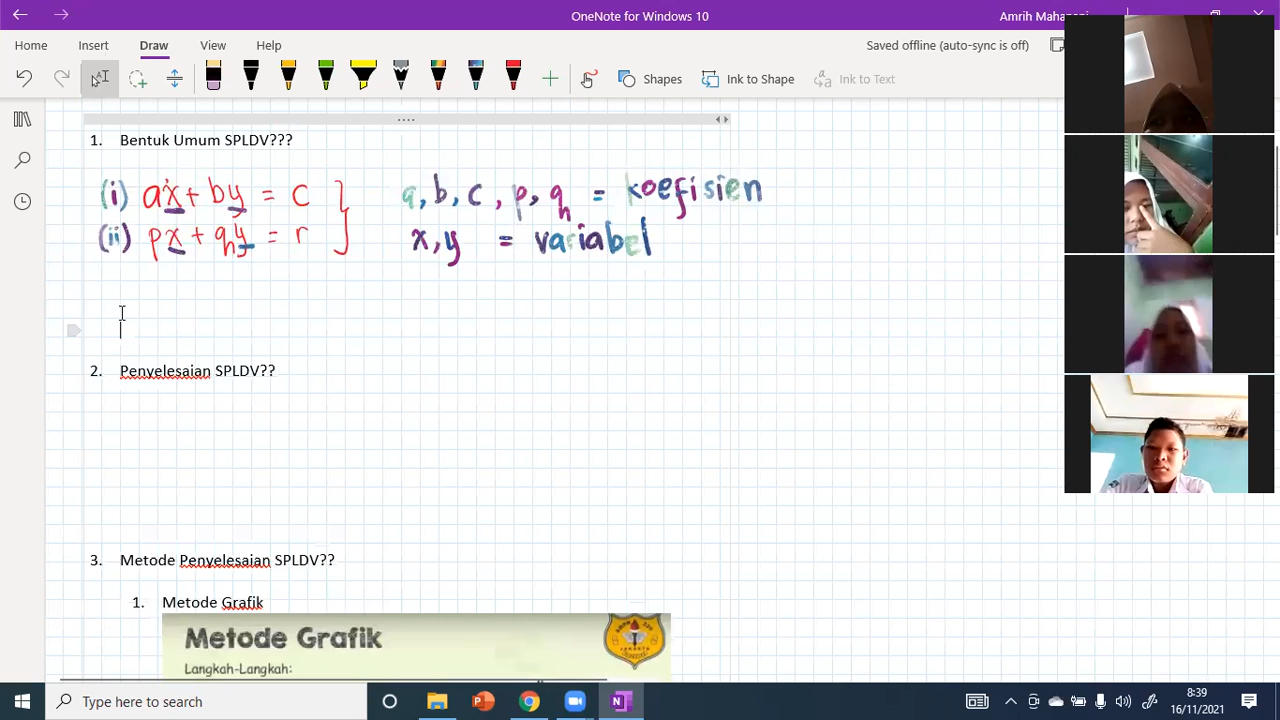 OneNote for Windows 10
Home Insert Draw View Help
Saved offline (auto-sync is off)
Shapes
Ink to Shape
Ink to Text
1. Bentuk Umum SPLDV???
(i) ax + by = c
(ii) px + qy = r
a, b, c, p, q = koefisien
x, y = variabel
2. Penyelesaian SPLDV??
3. Metode Penyelesaian SPLDV??
1. Metode Grafik
Metode Grafik
Langkah-Langkah:
Type here to search
8:39
16/11/2021